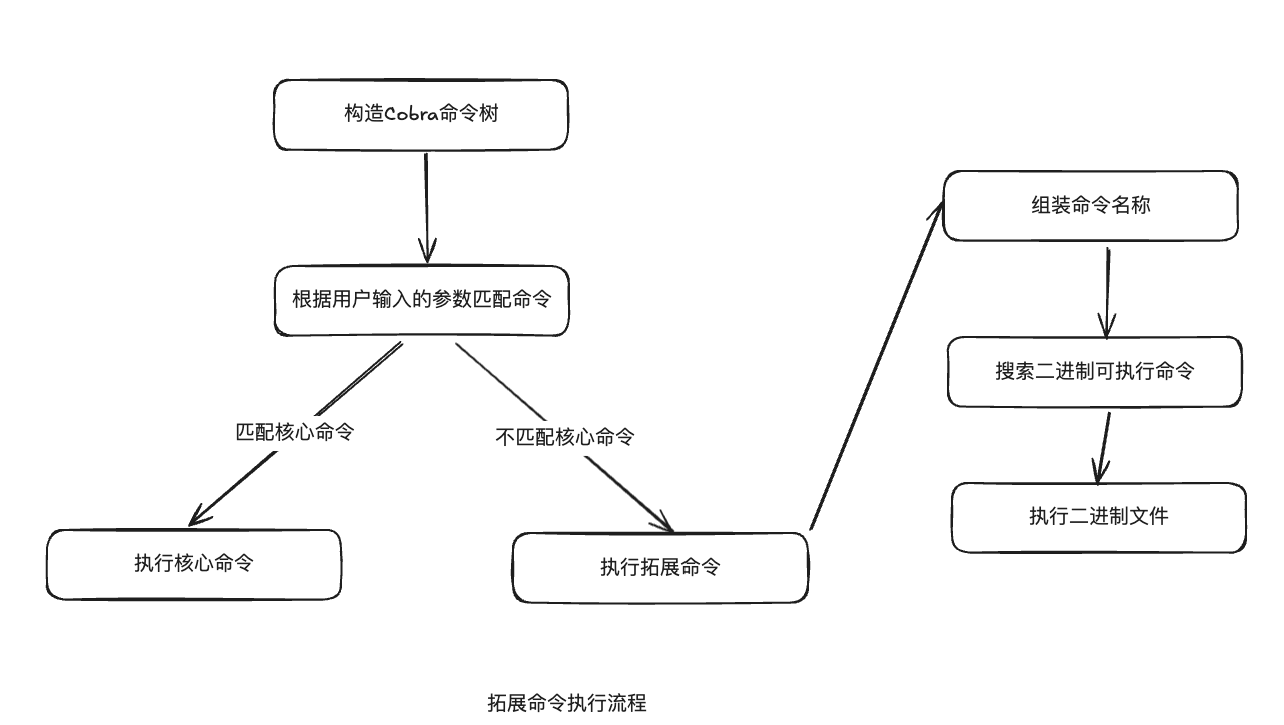 构造Cobra命令树
根据用户输入的参数匹配命令
匹配核心命令
不匹配核心命令
执行核心命令
执行拓展命令
组装命令名称
搜索二进制可执行命令
执行二进制文件
拓展命令执行流程